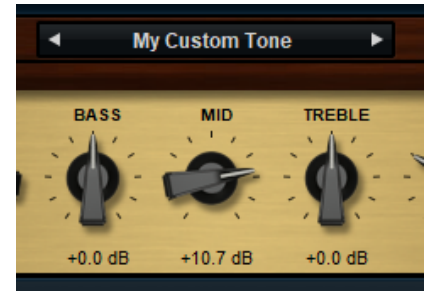 My Custom Tone
BASS MID TREBLE
+0.0 dB +10.7 dB +0.0 dB